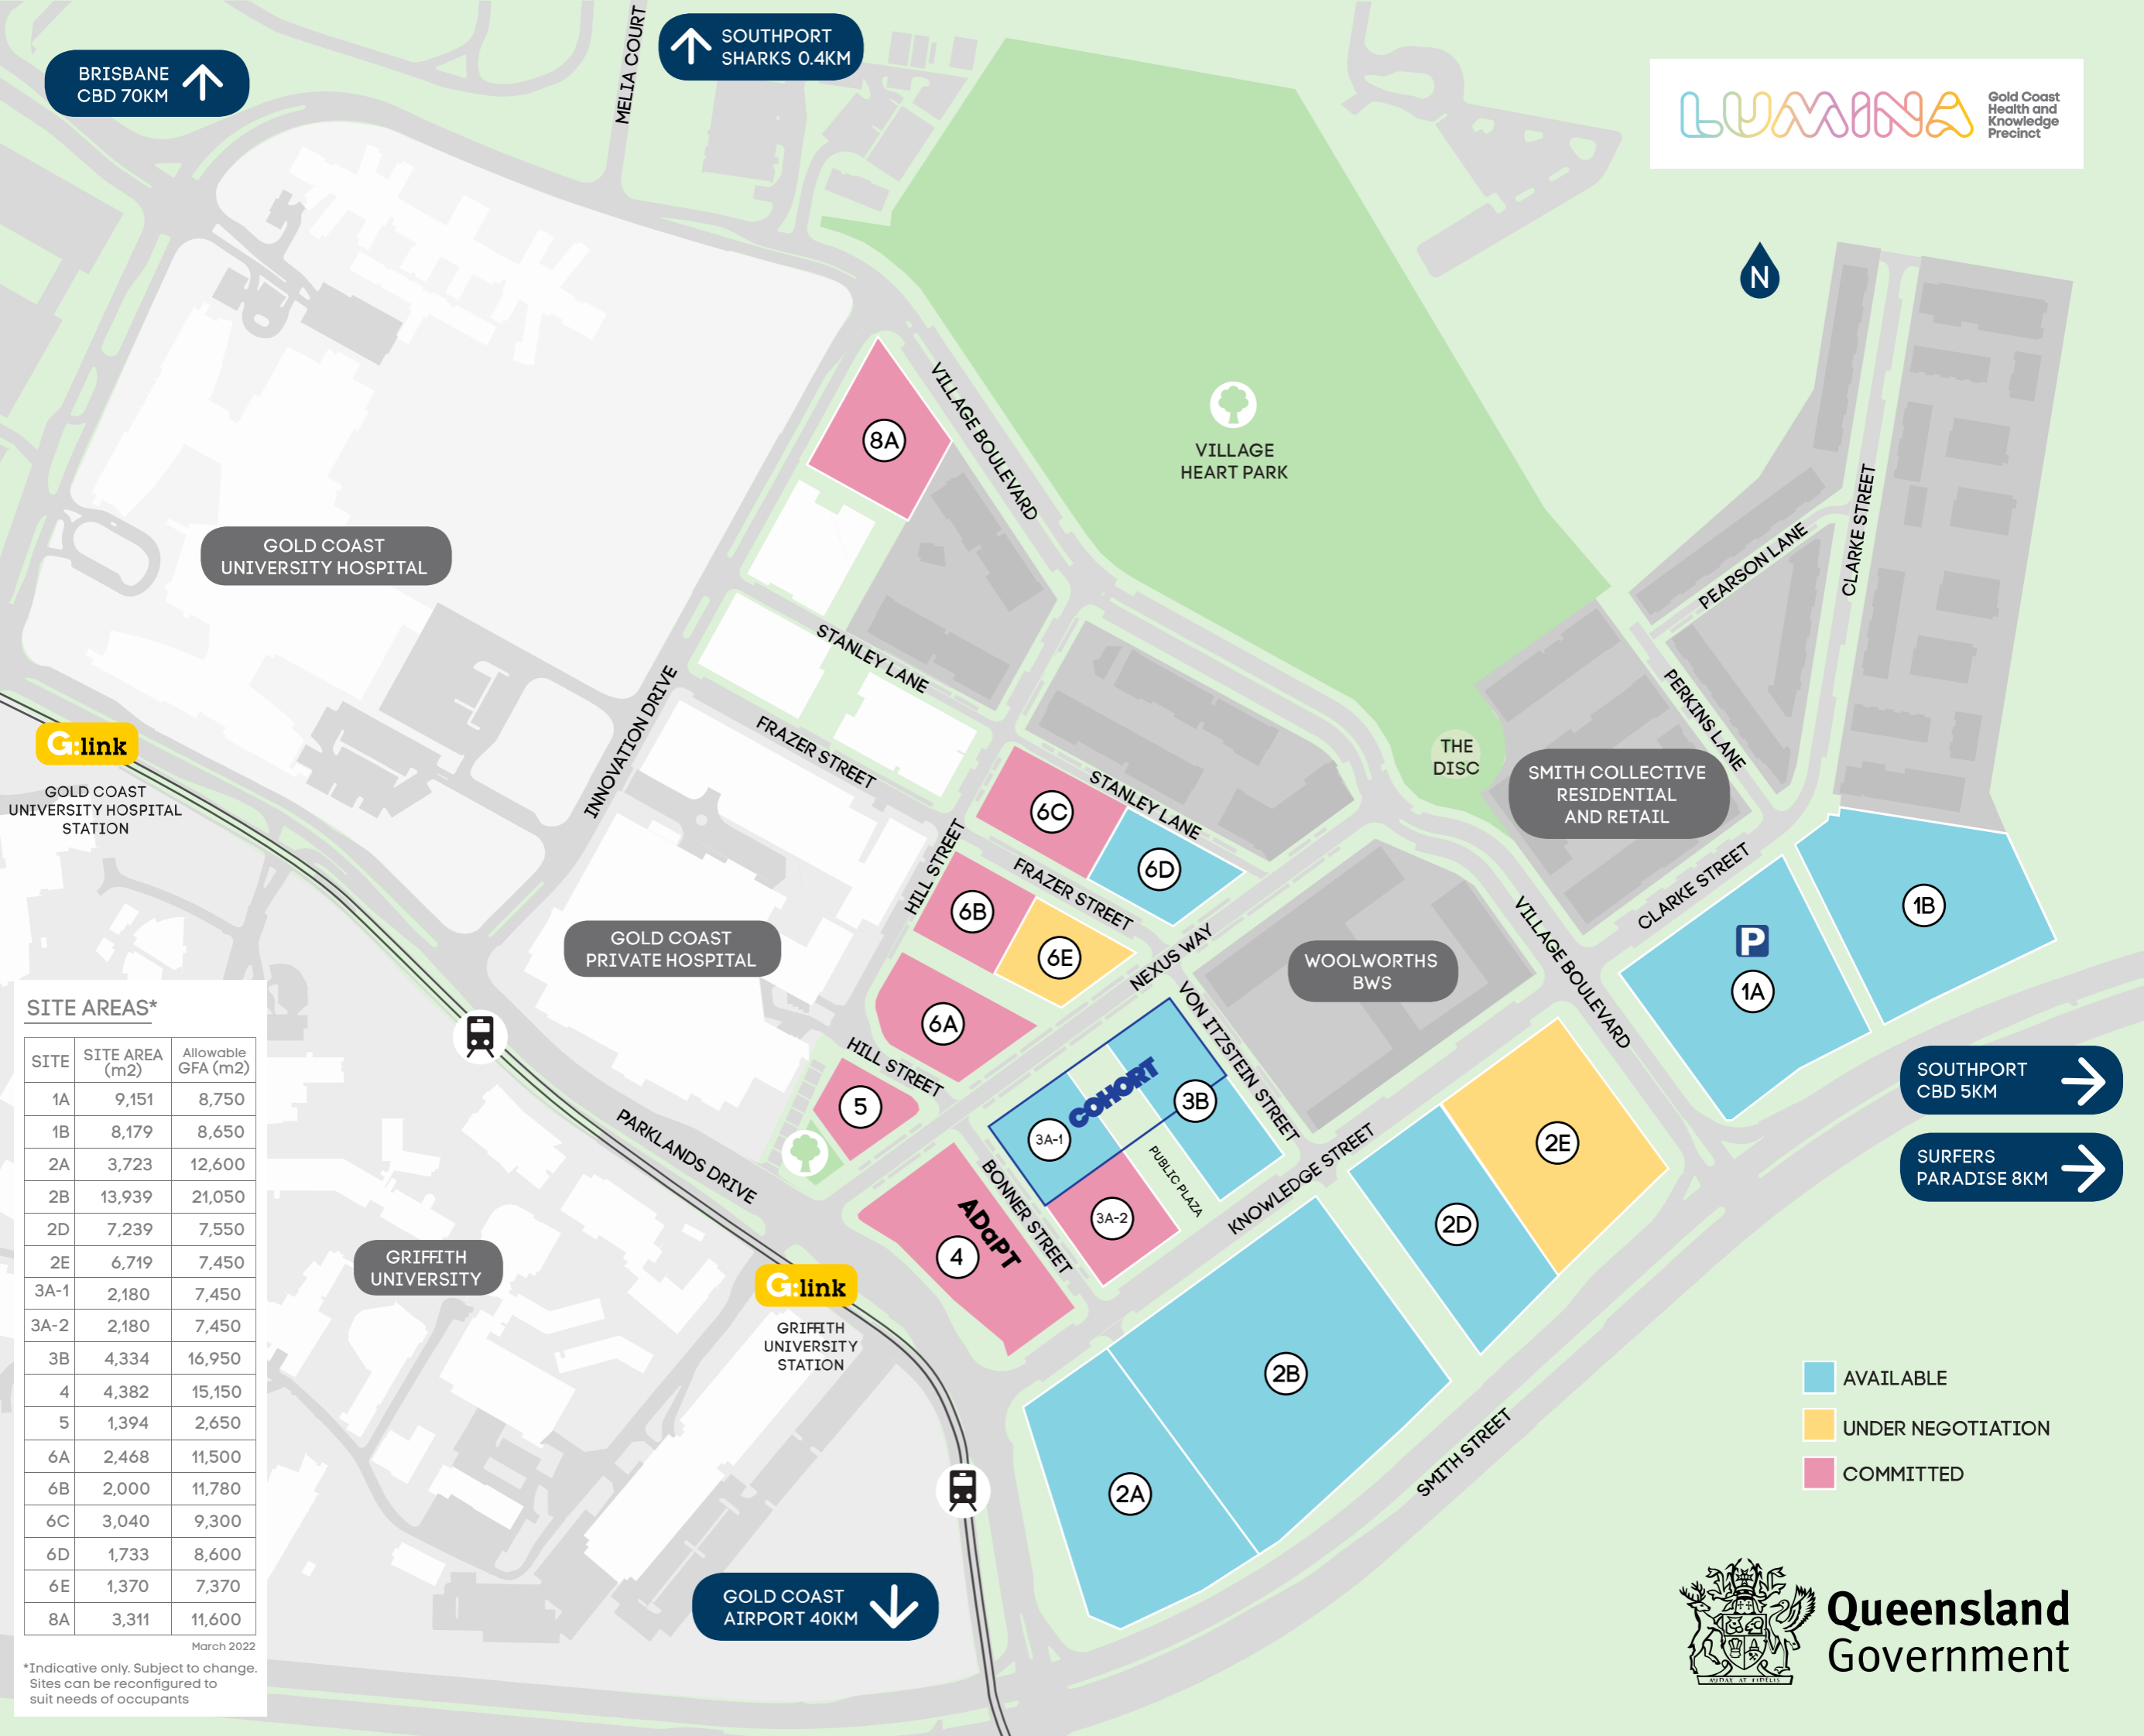 BRISBANE
CBD 70KM
MELIA COURT
SOUTHPORT
SHARKS 0.4KM
LUMINA
Gold Coast
Health and
Knowledge
Precinct
N
VILLAGE BOULEVARD
8A
VILLAGE
HEART PARK
GOLD COAST
UNIVERSITY HOSPITAL
PEARSON LANE
CLARKE STREET
STANLEY LANE
INNOVATION DRIVE
FRAZER STREET
PERKINS LANE
G:link
GOLD COAST
UNIVERSITY HOSPITAL
STATION
THE
DISC
SMITH COLLECTIVE
RESIDENTIAL
AND RETAIL
STANLEY LANE
6C
6D
HILL STREET
FRAZER STREET
6B
6E
CLARKE STREET
1B
P
1A
GOLD COAST
PRIVATE HOSPITAL
NEXUS WAY
WOOLWORTHS
BWS
VILLAGE BOULEVARD
6A
VON ITZSTEIN STREET
HILL STREET
5
COHORT
3A-1
3B
PUBLIC PLAZA
KNOWLEDGE STREET
2E
SOUTHPORT
CBD 5KM
SURFERS
PARADISE 8KM
PARKLANDS DRIVE
BONNER STREET
3A-2
ADaPT
4
2D
GRIFFITH
UNIVERSITY
G:link
GRIFFITH
UNIVERSITY
STATION
2B
2A
SMITH STREET
GOLD COAST
AIRPORT 40KM
SITE AREAS*
SITE SITE AREA (m2) Allowable GFA (m2)
1A 9,151 8,750
1B 8,179 8,650
2A 3,723 12,600
2B 13,939 21,050
2D 7,239 7,550
2E 6,719 7,450
3A-1 2,180 7,450
3A-2 2,180 7,450
3B 4,334 16,950
4 4,382 15,150
5 1,394 2,650
6A 2,468 11,500
6B 2,000 11,780
6C 3,040 9,300
6D 1,733 8,600
6E 1,370 7,370
8A 3,311 11,600
March 2022
*Indicative only. Subject to change.
Sites can be reconfigured to
suit needs of occupants
AVAILABLE
UNDER NEGOTIATION
COMMITTED
AUDAX AT FIDELIS
Queensland
Government